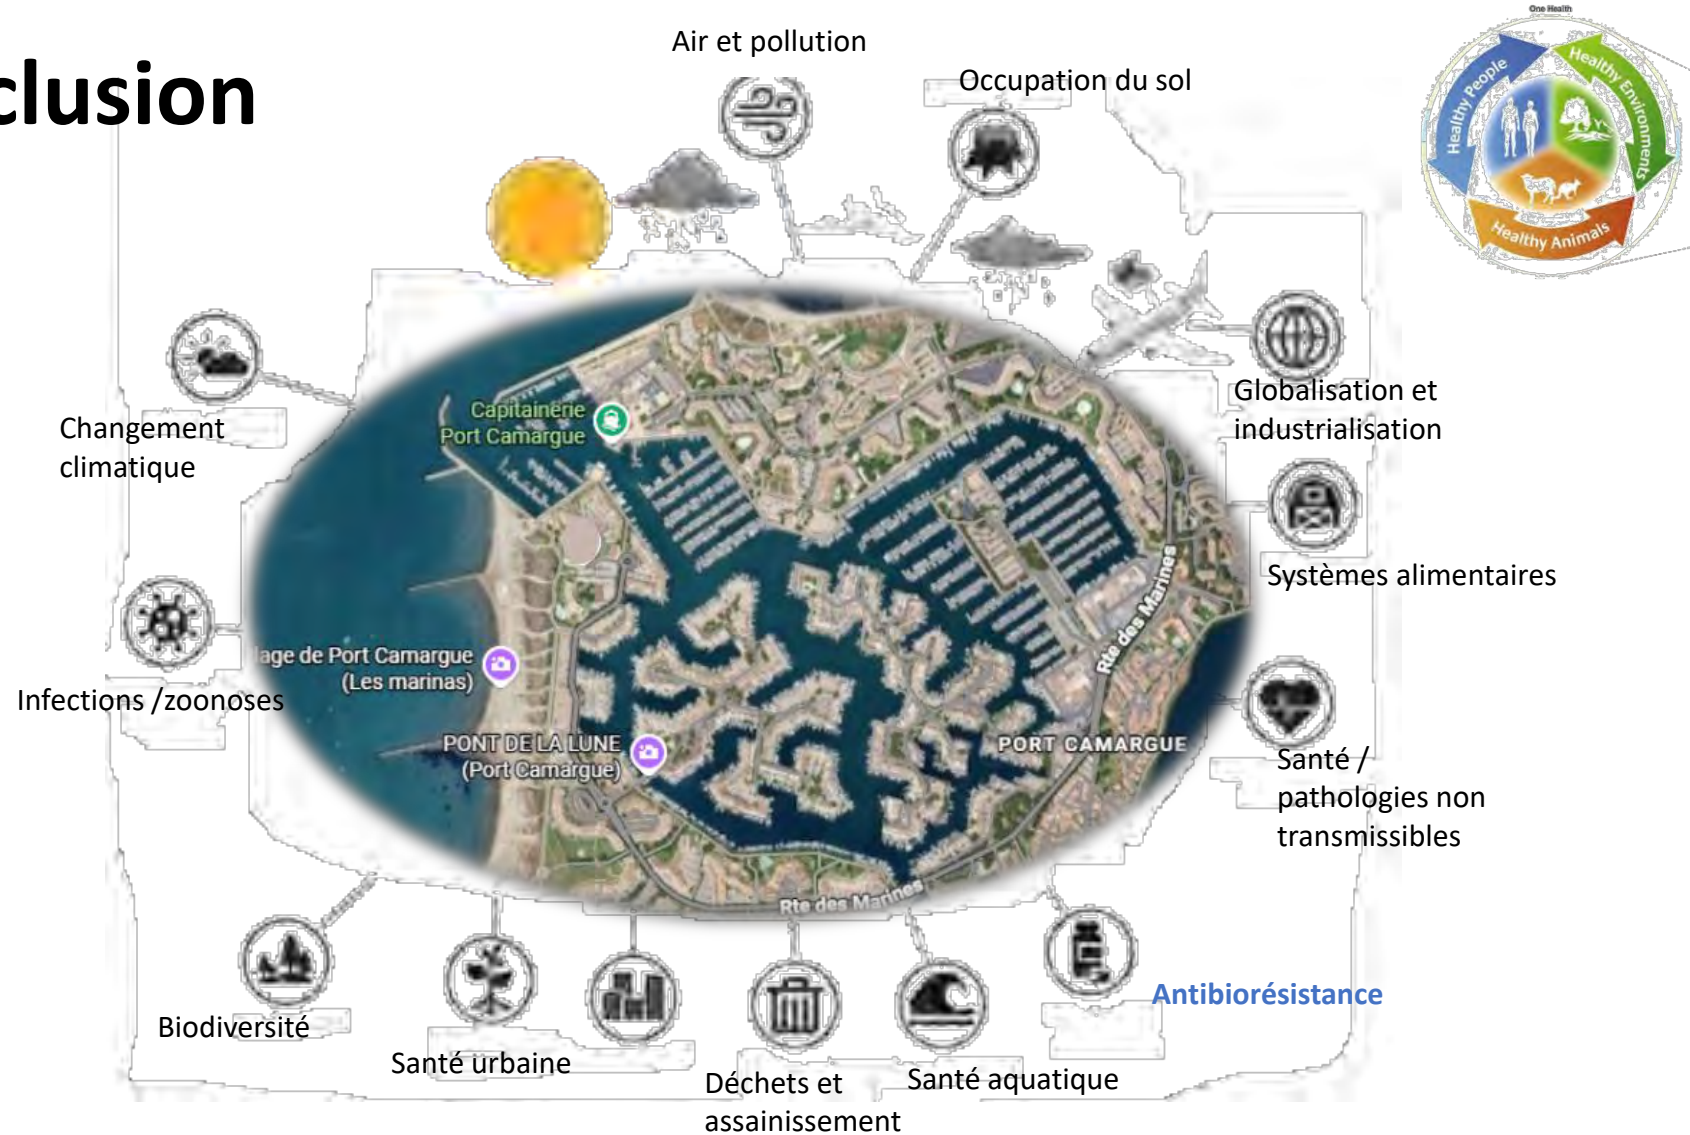 One Health
Healthy People
Healthy Environments
Healthy Animals
clusion
Air et pollution
Occupation du sol
Changement
climatique
Capitainerie
Port Camargue
Globalisation et
industrialisation
Systèmes alimentaires
Rte des Marines
Infections /zoonoses
lage de Port Camargue
(Les marinas)
PONT DE LA LUNE
(Port Camargue)
PORT CAMARGUE
Santé /
pathologies non
transmissibles
Rte des Marines
Antibiorésistance
Biodiversité
Santé urbaine
Déchets et
assainissement
Santé aquatique